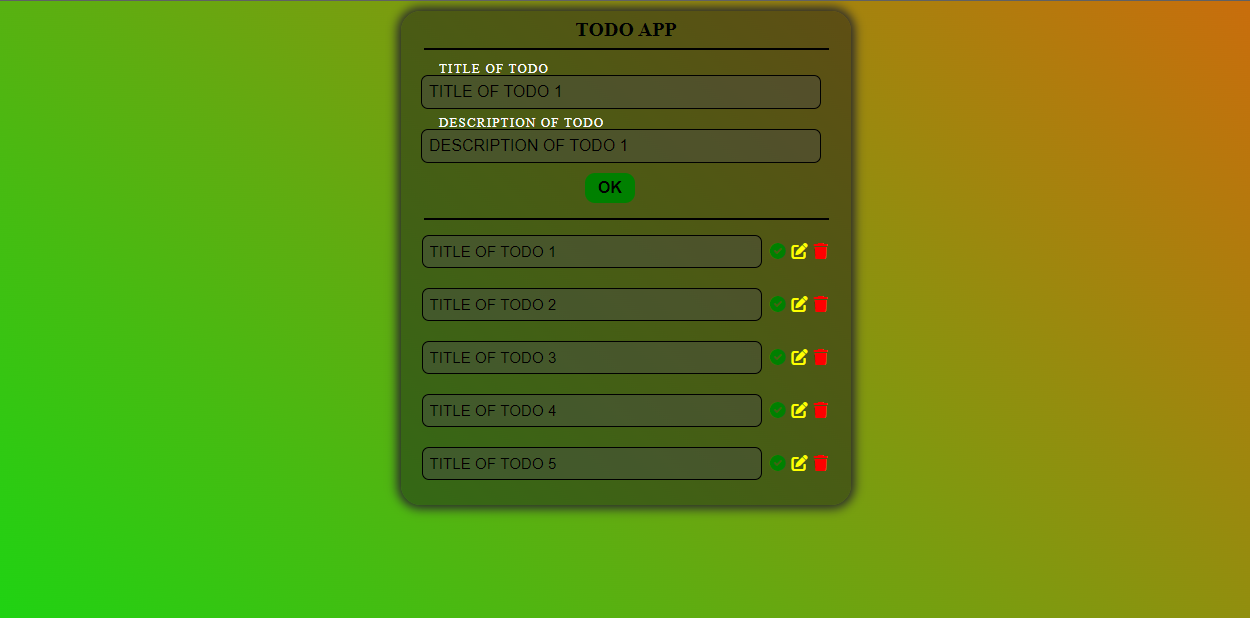 TODO APP
TITLE OF TODO
TITLE OF TODO 1
DESCRIPTION OF TODO
DESCRIPTION OF TODO 1
OK
TITLE OF TODO 1
TITLE OF TODO 2
TITLE OF TODO 3
TITLE OF TODO 4
TITLE OF TODO 5